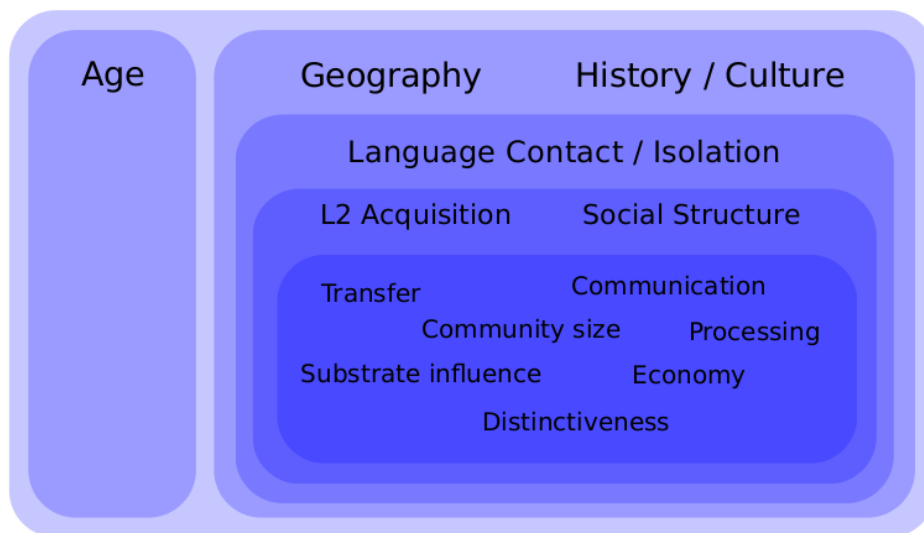 Age
Geography
History / Culture
Language Contact / Isolation
L2 Acquisition
Social Structure
Transfer
Communication
Community size
Processing
Substrate influence
Economy
Distinctiveness